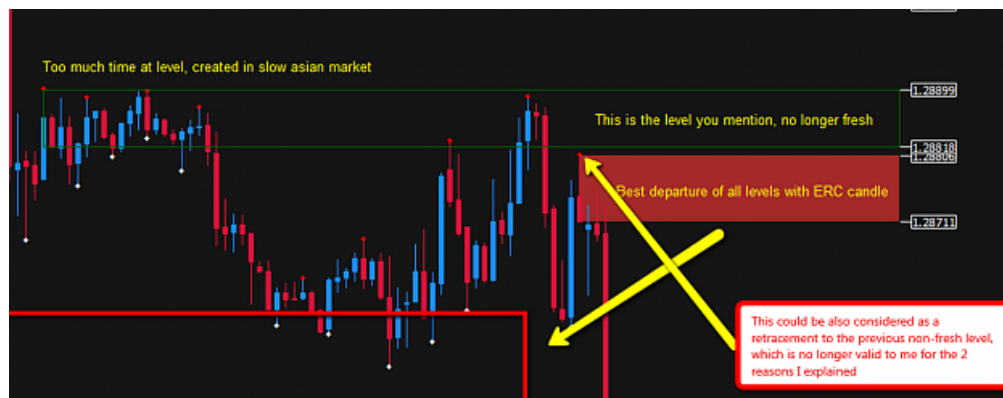 Too much time at level, created in slow asian market
1.28899
This is the level you mention, no longer fresh
1.28818
1.28806
Best departure of all levels with ERC candle
1.28711
This could be also considered as a
retracement to the previous non-fresh level,
which is no longer valid to me for the 2
reasons I explained